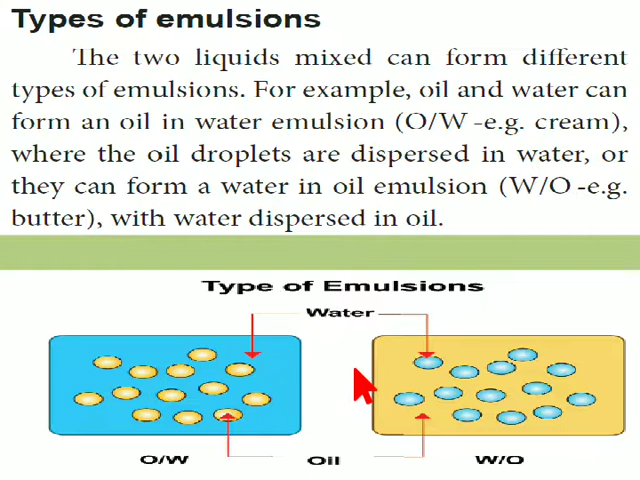 Types of emulsions
The two liquids mixed can form different
types of emulsions. For example, oil and water can
form an oil in water emulsion (O/W -e.g. cream),
where the oil droplets are dispersed in water, or
they can form a water in oil emulsion (W/O -e.g.
butter), with water dispersed in oil.
Type of Emulsions
Water
O/W Oil W/O